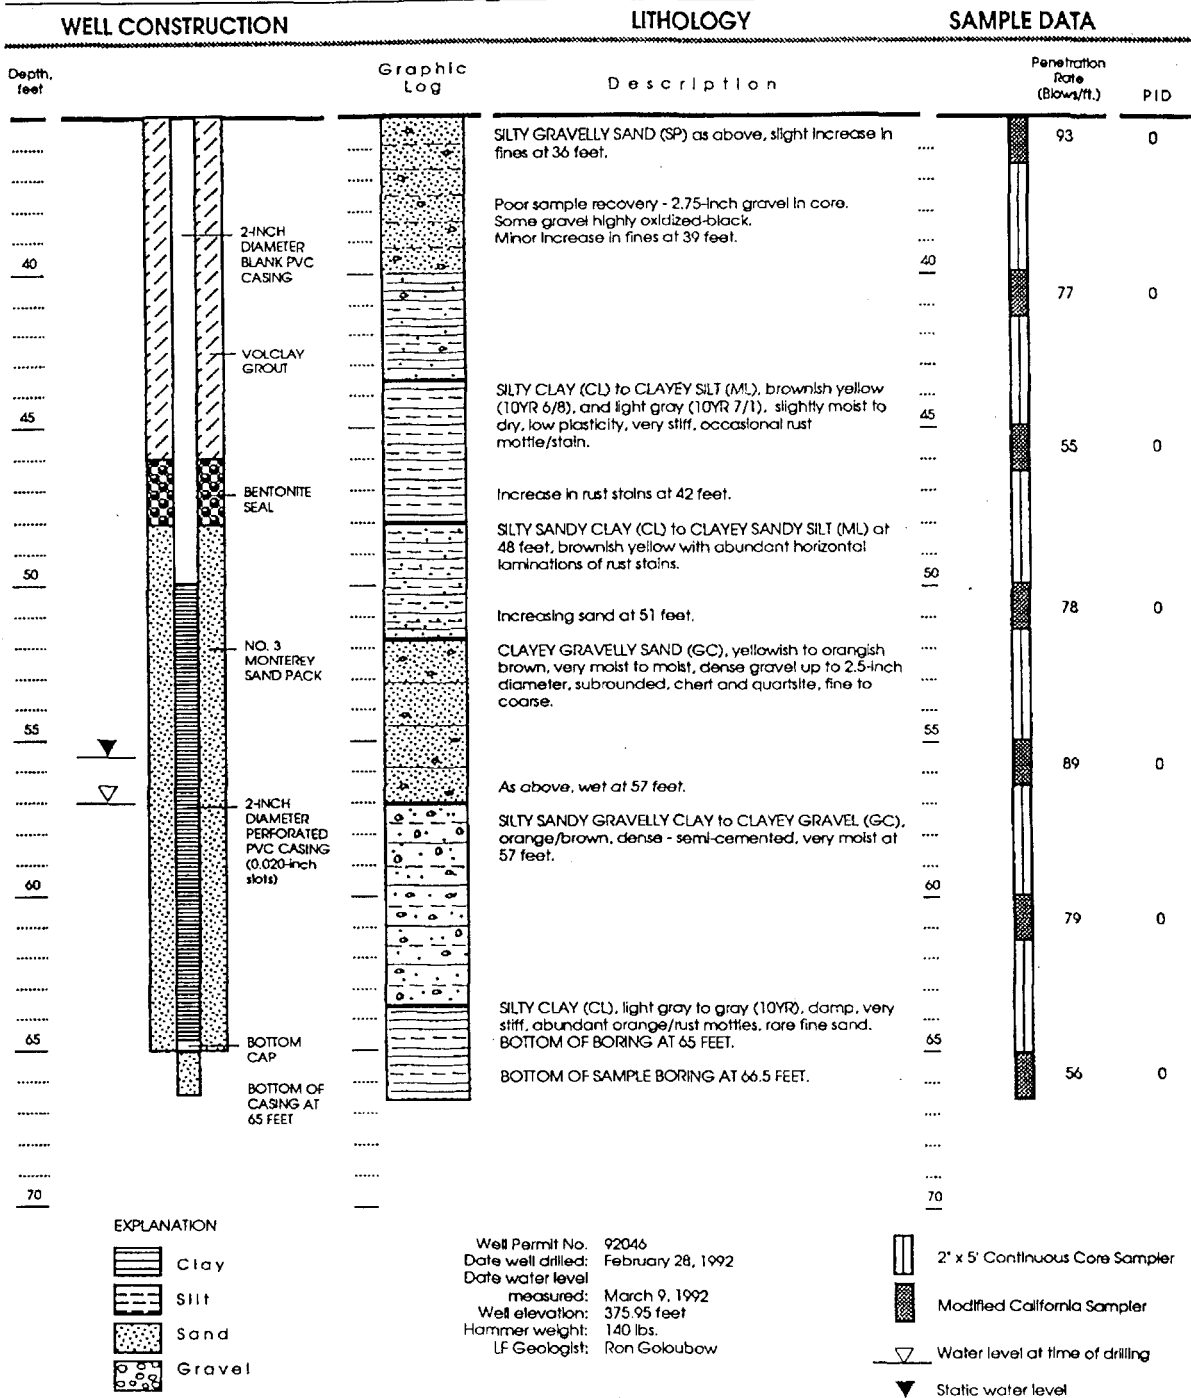 WELL CONSTRUCTION
LITHOLOGY
SAMPLE DATA
Depth,
feet
Graphic
Log
Description
Penetration
Rate
(Blows/ft.)
PID
SILTY GRAVELLY SAND (SP) as above, slight increase in
fines at 36 feet.
93
0
Poor sample recovery - 2.75-inch gravel in core.
Some gravel highly oxidized-black.
Minor increase in fines at 39 feet.
2-INCH
DIAMETER
BLANK PVC
CASING
40
40
77
0
VOLCLAY
GROUT
SILTY CLAY (CL) to CLAYEY SILT (ML), brownish yellow
(10YR 6/8), and light gray (10YR 7/1), slightly moist to
dry, low plasticity, very stiff, occasional rust
mottle/stain.
45
45
55
0
BENTONITE
SEAL
Increase in rust stains at 42 feet.
SILTY SANDY CLAY (CL) to CLAYEY SANDY SILT (ML) at
48 feet, brownish yellow with abundant horizontal
laminations of rust stains.
50
50
78
0
Increasing sand at 51 feet.
NO. 3
MONTEREY
SAND PACK
CLAYEY GRAVELLY SAND (GC), yellowish to orangish
brown, very moist to moist, dense gravel up to 2.5-inch
diameter, subrounded, chert and quartsite, fine to
coarse.
55
55
89
0
As above, wet at 57 feet.
2-INCH
DIAMETER
PERFORATED
PVC CASING
(0.020-inch
slots)
SILTY SANDY GRAVELLY CLAY to CLAYEY GRAVEL (GC),
orange/brown, dense - semi-cemented, very moist at
57 feet.
60
60
79
0
SILTY CLAY (CL), light gray to gray (10YR), damp, very
stiff, abundant orange/rust mottles, rare fine sand.
BOTTOM OF BORING AT 65 FEET.
65
65
BOTTOM
CAP
BOTTOM OF SAMPLE BORING AT 66.5 FEET.
56
0
BOTTOM OF
CASING AT
65 FEET
70
70
EXPLANATION
Clay
Silt
Sand
Gravel
Well Permit No. 92046
Date well drilled: February 28, 1992
Date water level
measured: March 9, 1992
Well elevation: 375.95 feet
Hammer weight: 140 lbs.
LF Geologist: Ron Goloubow
2" x 5' Continuous Core Sampler
Modified California Sampler
Water level at time of drilling
Static water level